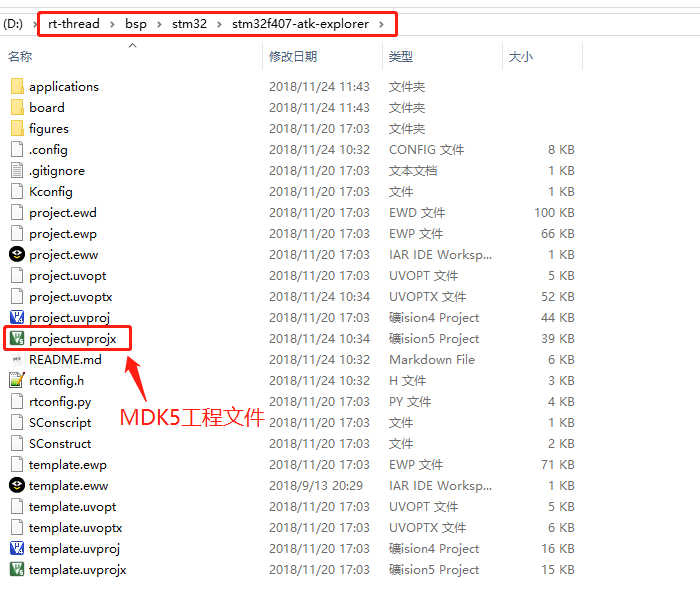 (D:) › rt-thread › bsp › stm32 › stm32f407-atk-explorer ›
名称 修改日期 类型 大小
applications 2018/11/24 11:43 文件夹
board 2018/11/24 11:43 文件夹
figures 2018/11/20 17:03 文件夹
.config 2018/11/24 10:32 CONFIG 文件 8 KB
.gitignore 2018/11/20 17:03 文本文档 1 KB
Kconfig 2018/11/20 17:03 文件 1 KB
project.ewd 2018/11/20 17:03 EWD 文件 100 KB
project.ewp 2018/11/20 17:03 EWP 文件 66 KB
project.eww 2018/11/20 17:03 IAR IDE Worksp... 1 KB
project.uvopt 2018/11/20 17:03 UVOPT 文件 5 KB
project.uvoptx 2018/11/24 10:34 UVOPTX 文件 52 KB
project.uvproj 2018/11/20 17:03 礦ision4 Project 44 KB
project.uvprojx 2018/11/24 10:34 礦ision5 Project 39 KB
README.md 2018/11/20 17:03 Markdown File 6 KB
rtconfig.h 2018/11/24 10:32 H 文件 3 KB
rtconfig.py 2018/11/20 17:03 PY 文件 4 KB
MDK5工程文件
SConscript 2018/11/20 17:03 文件 1 KB
SConstruct 2018/11/20 17:03 文件 2 KB
template.ewp 2018/11/20 17:03 EWP 文件 71 KB
template.eww 2018/9/13 20:29 IAR IDE Worksp... 1 KB
template.uvopt 2018/11/20 17:03 UVOPT 文件 5 KB
template.uvoptx 2018/11/20 17:03 UVOPTX 文件 6 KB
template.uvproj 2018/11/20 17:03 礦ision4 Project 16 KB
template.uvprojx 2018/11/20 17:03 礦ision5 Project 15 KB